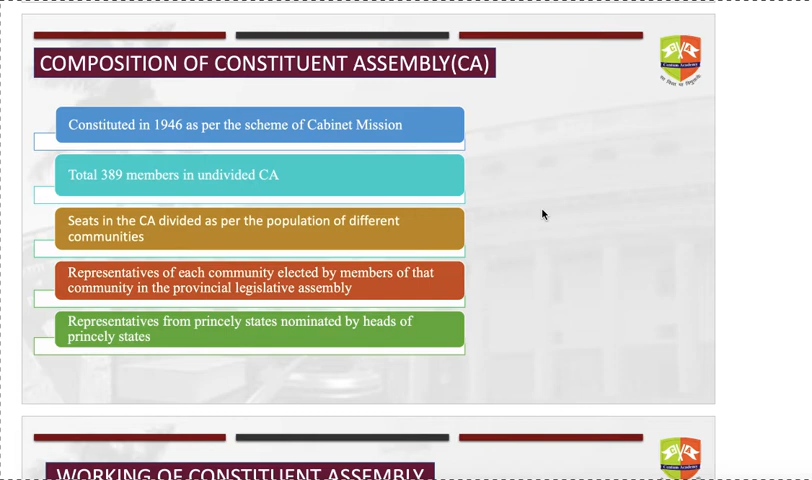 COMPOSITION OF CONSTITUENT ASSEMBLY(CA)
Constituted in 1946 as per the scheme of Cabinet Mission
Total 389 members in undivided CA
Seats in the CA divided as per the population of different
communities
Representatives of each community elected by members of that
community in the provincial legislative assembly
Representatives from princely states nominated by heads of
princely states
WORKING OF CONSTITUENT ASSEMBLY